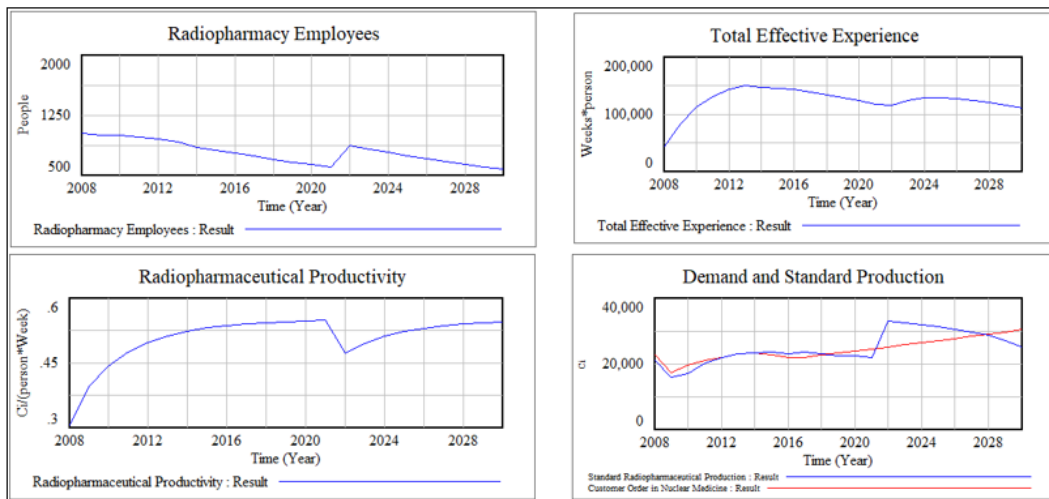 Radiopharmacy Employees
2000
1250
500
People
2008 2012 2016 2020 2024 2028
Time (Year)
Radiopharmacy Employees : Result
Total Effective Experience
200,000
100,000
0
Weeks*person
2008 2012 2016 2020 2024 2028
Time (Year)
Total Effective Experience : Result
Radiopharmaceutical Productivity
.6
.45
.3
Ci/(person*Week)
2008 2012 2016 2020 2024 2028
Time (Year)
Radiopharmaceutical Productivity : Result
Demand and Standard Production
40,000
20,000
0
Ci
2008 2012 2016 2020 2024 2028
Time (Year)
Standard Radiopharmaceutical Production : Result
Customer Order in Nuclear Medicine : Result